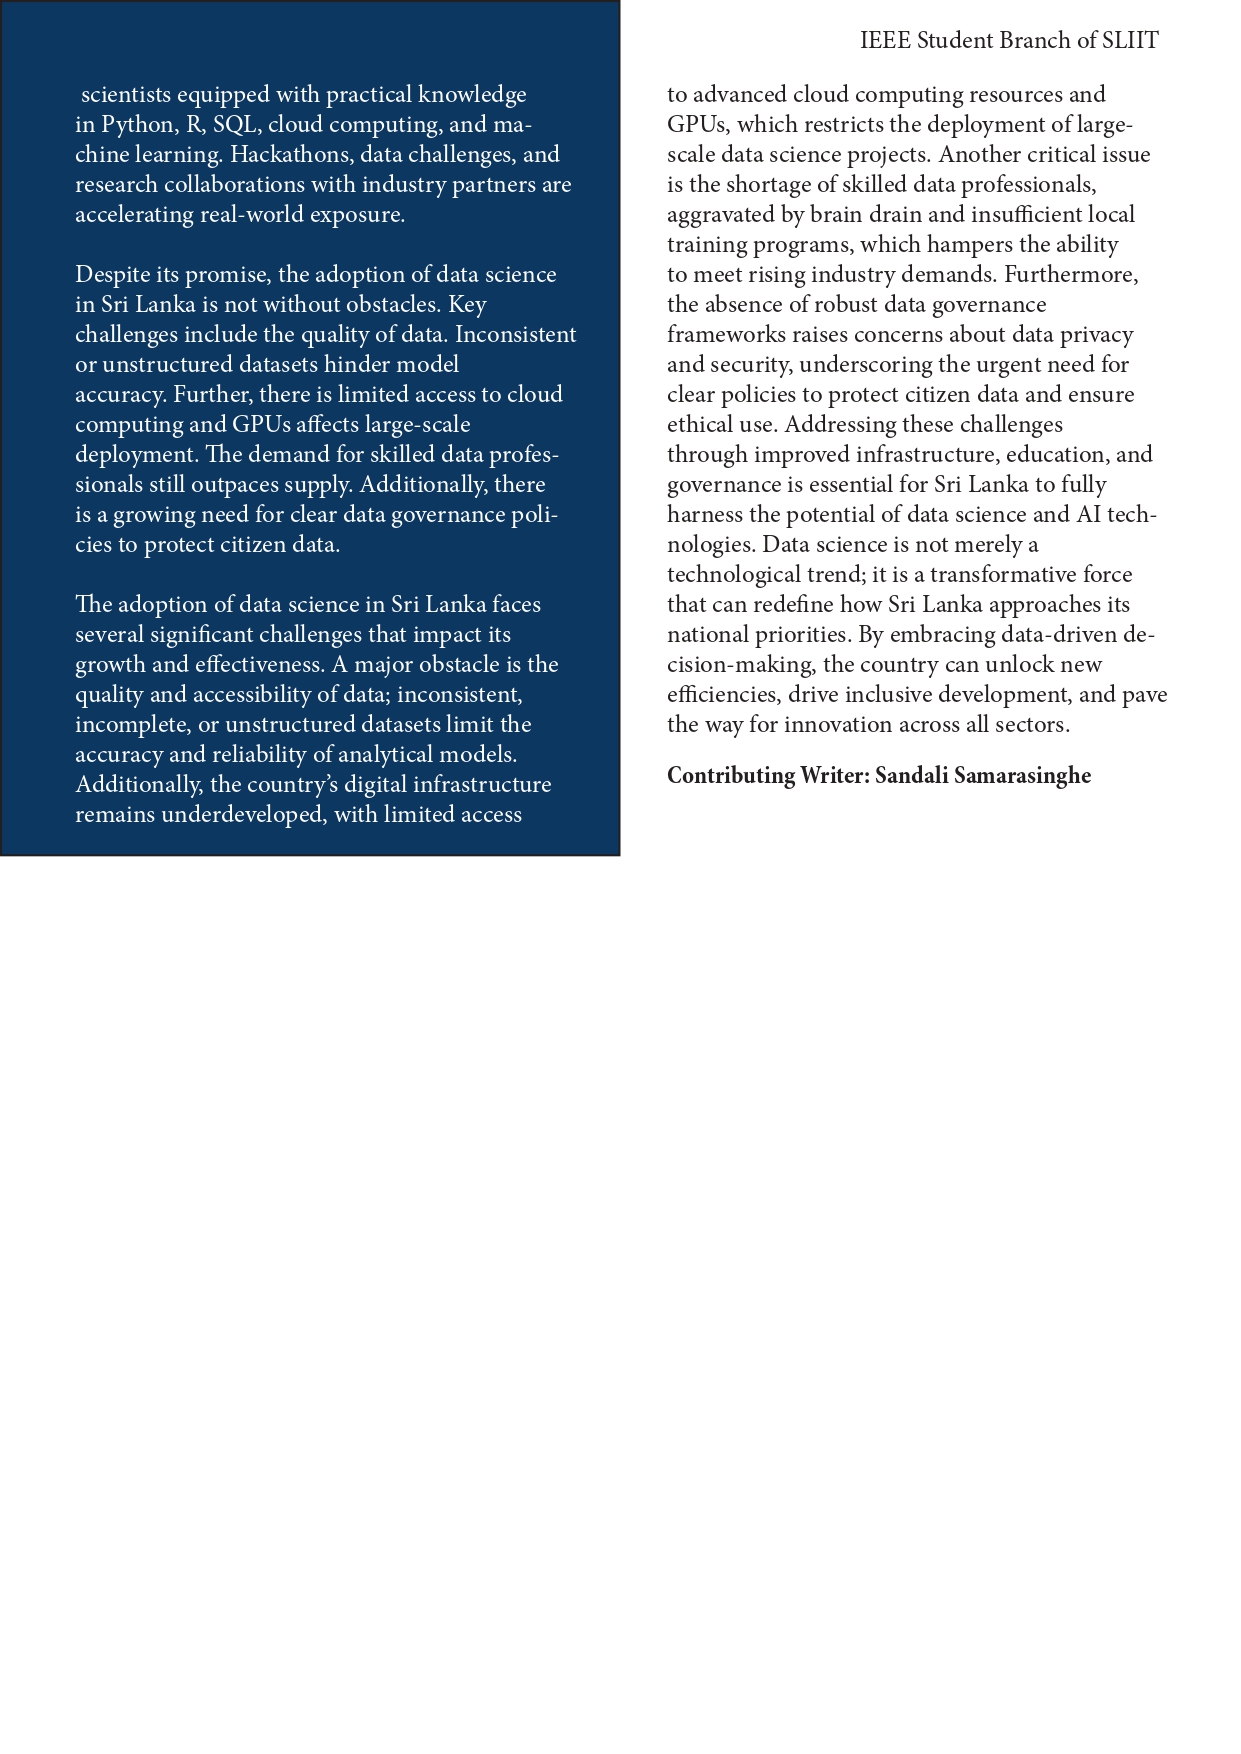 IEEE Student Branch of SLIIT
scientists equipped with practical knowledge
in Python, R, SQL, cloud computing, and ma-
chine learning. Hackathons, data challenges, and
research collaborations with industry partners are
accelerating real-world exposure.
Despite its promise, the adoption of data science
in Sri Lanka is not without obstacles. Key
challenges include the quality of data. Inconsistent
or unstructured datasets hinder model
accuracy. Further, there is limited access to cloud
computing and GPUs affects large-scale
deployment. The demand for skilled data profes-
sionals still outpaces supply. Additionally, there
is a growing need for clear data governance poli-
cies to protect citizen data.
The adoption of data science in Sri Lanka faces
several significant challenges that impact its
growth and effectiveness. A major obstacle is the
quality and accessibility of data; inconsistent,
incomplete, or unstructured datasets limit the
accuracy and reliability of analytical models.
Additionally, the country’s digital infrastructure
remains underdeveloped, with limited access
to advanced cloud computing resources and
GPUs, which restricts the deployment of large-
scale data science projects. Another critical issue
is the shortage of skilled data professionals,
aggravated by brain drain and insufficient local
training programs, which hampers the ability
to meet rising industry demands. Furthermore,
the absence of robust data governance
frameworks raises concerns about data privacy
and security, underscoring the urgent need for
clear policies to protect citizen data and ensure
ethical use. Addressing these challenges
through improved infrastructure, education, and
governance is essential for Sri Lanka to fully
harness the potential of data science and AI tech-
nologies. Data science is not merely a
technological trend; it is a transformative force
that can redefine how Sri Lanka approaches its
national priorities. By embracing data-driven de-
cision-making, the country can unlock new
efficiencies, drive inclusive development, and pave
the way for innovation across all sectors.
Contributing Writer: Sandali Samarasinghe